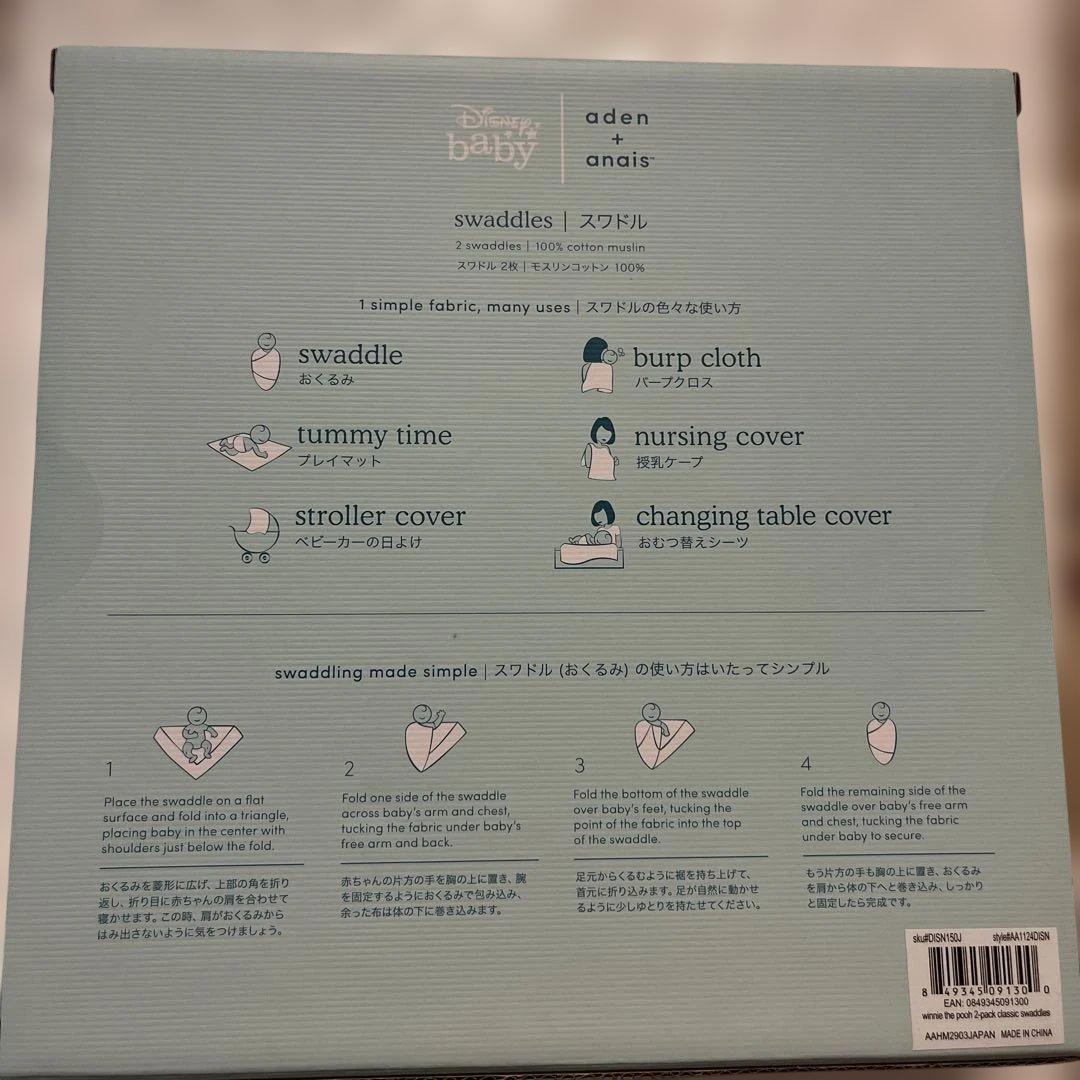 Disney
baby
aden
+
anais™
swaddles | スワドル
2 swaddles | 100% cotton muslin
スワドル 2枚 | モスリンコットン 100%
1 simple fabric, many uses | スワドルの色々な使い方
swaddle
おくるみ
burp cloth
バープクロス
tummy time
プレイマット
nursing cover
授乳ケープ
stroller cover
ベビーカーの日よけ
changing table cover
おむつ替えシーツ
swaddling made simple | スワドル (おくるみ) の使い方はいたってシンプル
1
Place the swaddle on a flat
surface and fold into a triangle,
placing baby in the center with
shoulders just below the fold.
おくるみを菱形に広げ、上部の角を折り
返し、折り目に赤ちゃんの肩を合わせて
寝かせます。この時、肩がおくるみから
はみ出さないように気をつけましょう。
2
Fold one side of the swaddle
across baby's arm and chest,
tucking the fabric under baby's
free arm and back.
赤ちゃんの片方の手を胸の上に置き、腕
を固定するようにおくるみで包み込み、
余った布は体の下に巻き込みます。
3
Fold the bottom of the swaddle
over baby's feet, tucking the
point of the fabric into the top
of the swaddle.
足元からくるむように裾を持ち上げて、
首元に折り込みます。足が自然に動かせ
るように少しゆとりを持たせてください。
4
Fold the remaining side of the
swaddle over baby's free arm
and chest, tucking the fabric
under baby to secure.
もう片方の手も胸の上に置き、おくるみ
を肩から体の下へと巻き込み、しっかり
と固定したら完成です。
sku#DISN150J style#AA1124DISN
8 49345 09130 0
EAN: 0849345091300
winnie the pooh 2-pack classic swaddles
AAHM2903JAPAN MADE IN CHINA